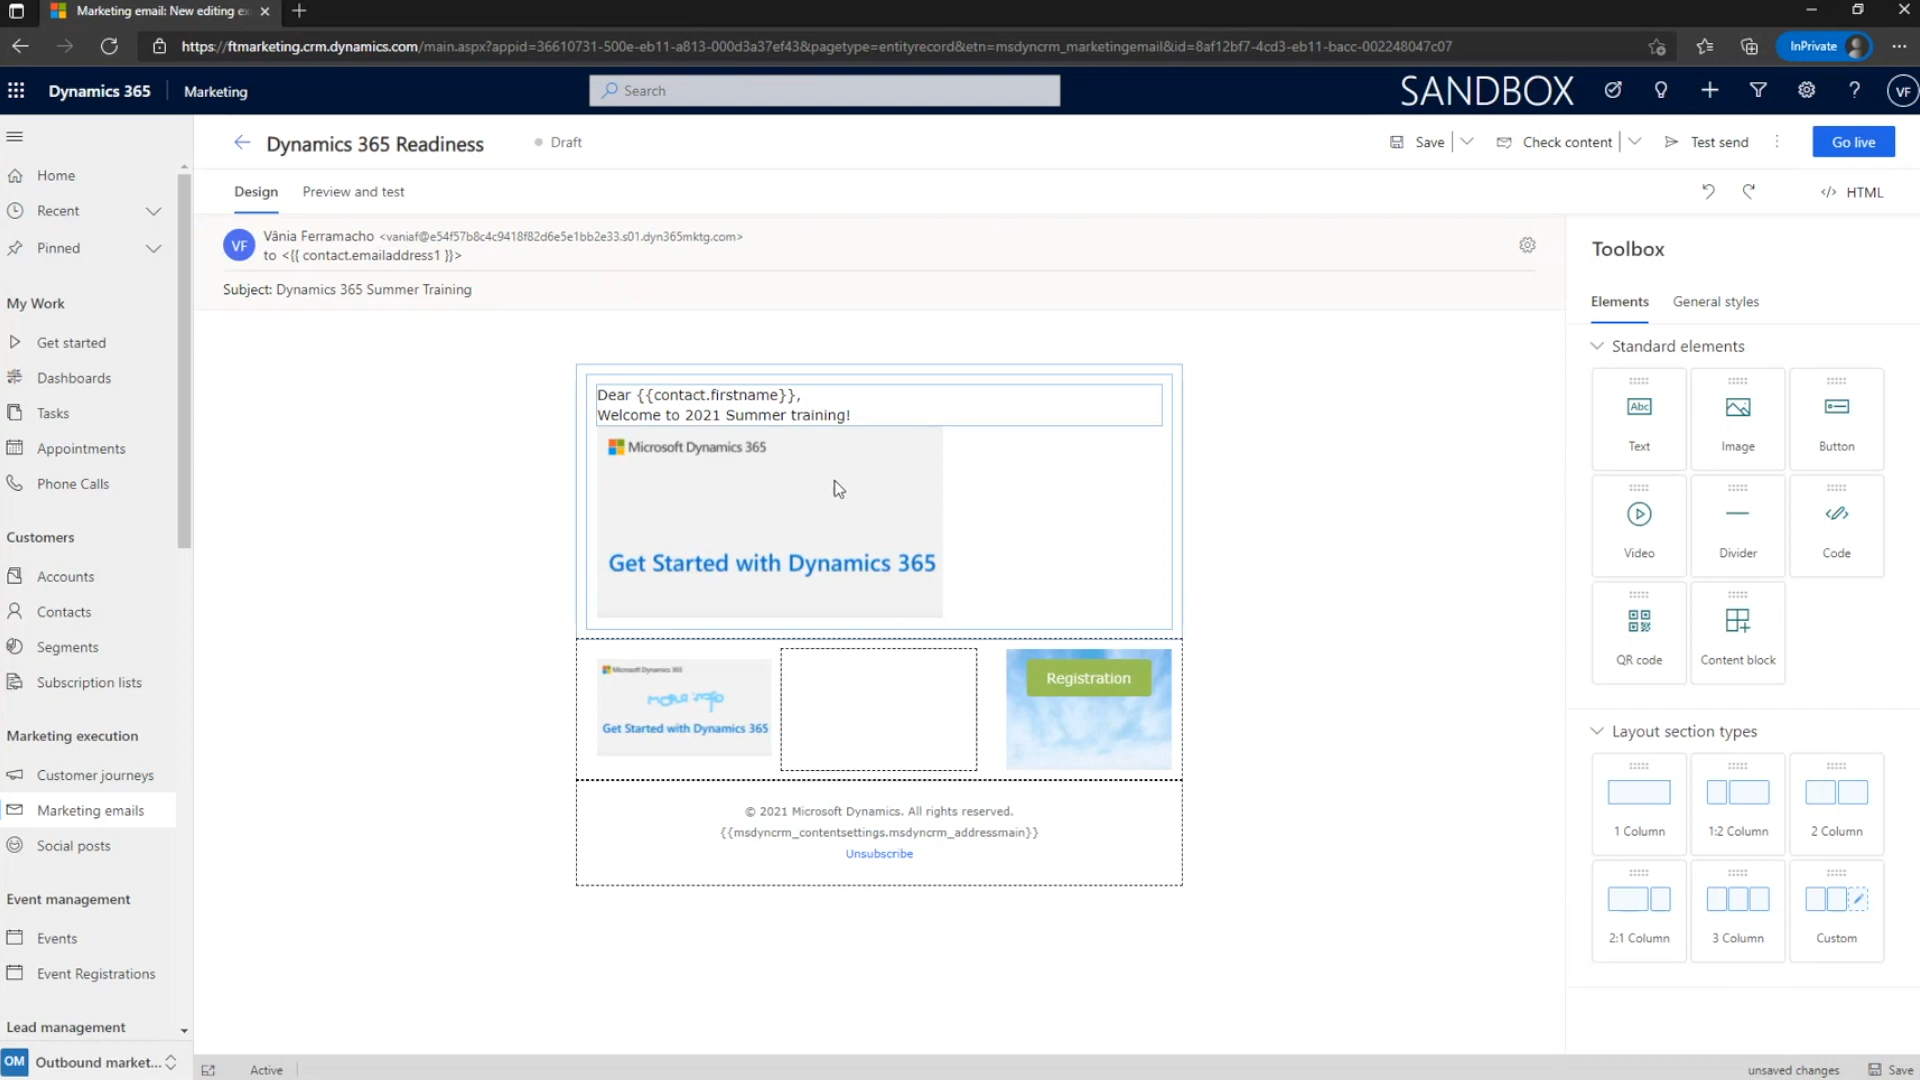 Marketing email: New editing e
https://ftmarketing.crm.dynamics.com/main.aspx?appid=36610731-500e-eb11-a813-000d3a37ef43&pagetype=entityrecord&etn=msdyncrm_marketingemail&id=8af12bf7-4cd3-eb11-bacc-002248047c07
InPrivate
Dynamics 365
Marketing
Search
SANDBOX
VF
Dynamics 365 Readiness
Draft
Save
Check content
Test send
Go live
Home
Recent
Pinned
My Work
Get started
Dashboards
Tasks
Appointments
Phone Calls
Customers
Accounts
Contacts
Segments
Subscription lists
Marketing execution
Customer journeys
Marketing emails
Social posts
Event management
Events
Event Registrations
Lead management
OM Outbound market...
Design
Preview and test
HTML
VF
Vânia Ferramacho <vaniaf@e54f57b8c4c9418f82d6e5e1bb2e33.s01.dyn365mktg.com>
to <{{ contact.emailaddress1 }}>
Subject: Dynamics 365 Summer Training
Dear {{contact.firstname}},
Welcome to 2021 Summer training!
Microsoft Dynamics 365
Get Started with Dynamics 365
Microsoft Dynamics 365
more info
Get Started with Dynamics 365
Registration
© 2021 Microsoft Dynamics. All rights reserved.
{{msdyncrm_contentsettings.msdyncrm_addressmain}}
Unsubscribe
Toolbox
Elements
General styles
Standard elements
Abc
Text
Image
Button
Video
Divider
Code
QR code
Content block
Layout section types
1 Column
1:2 Column
2 Column
2:1 Column
3 Column
Custom
Active
unsaved changes
Save